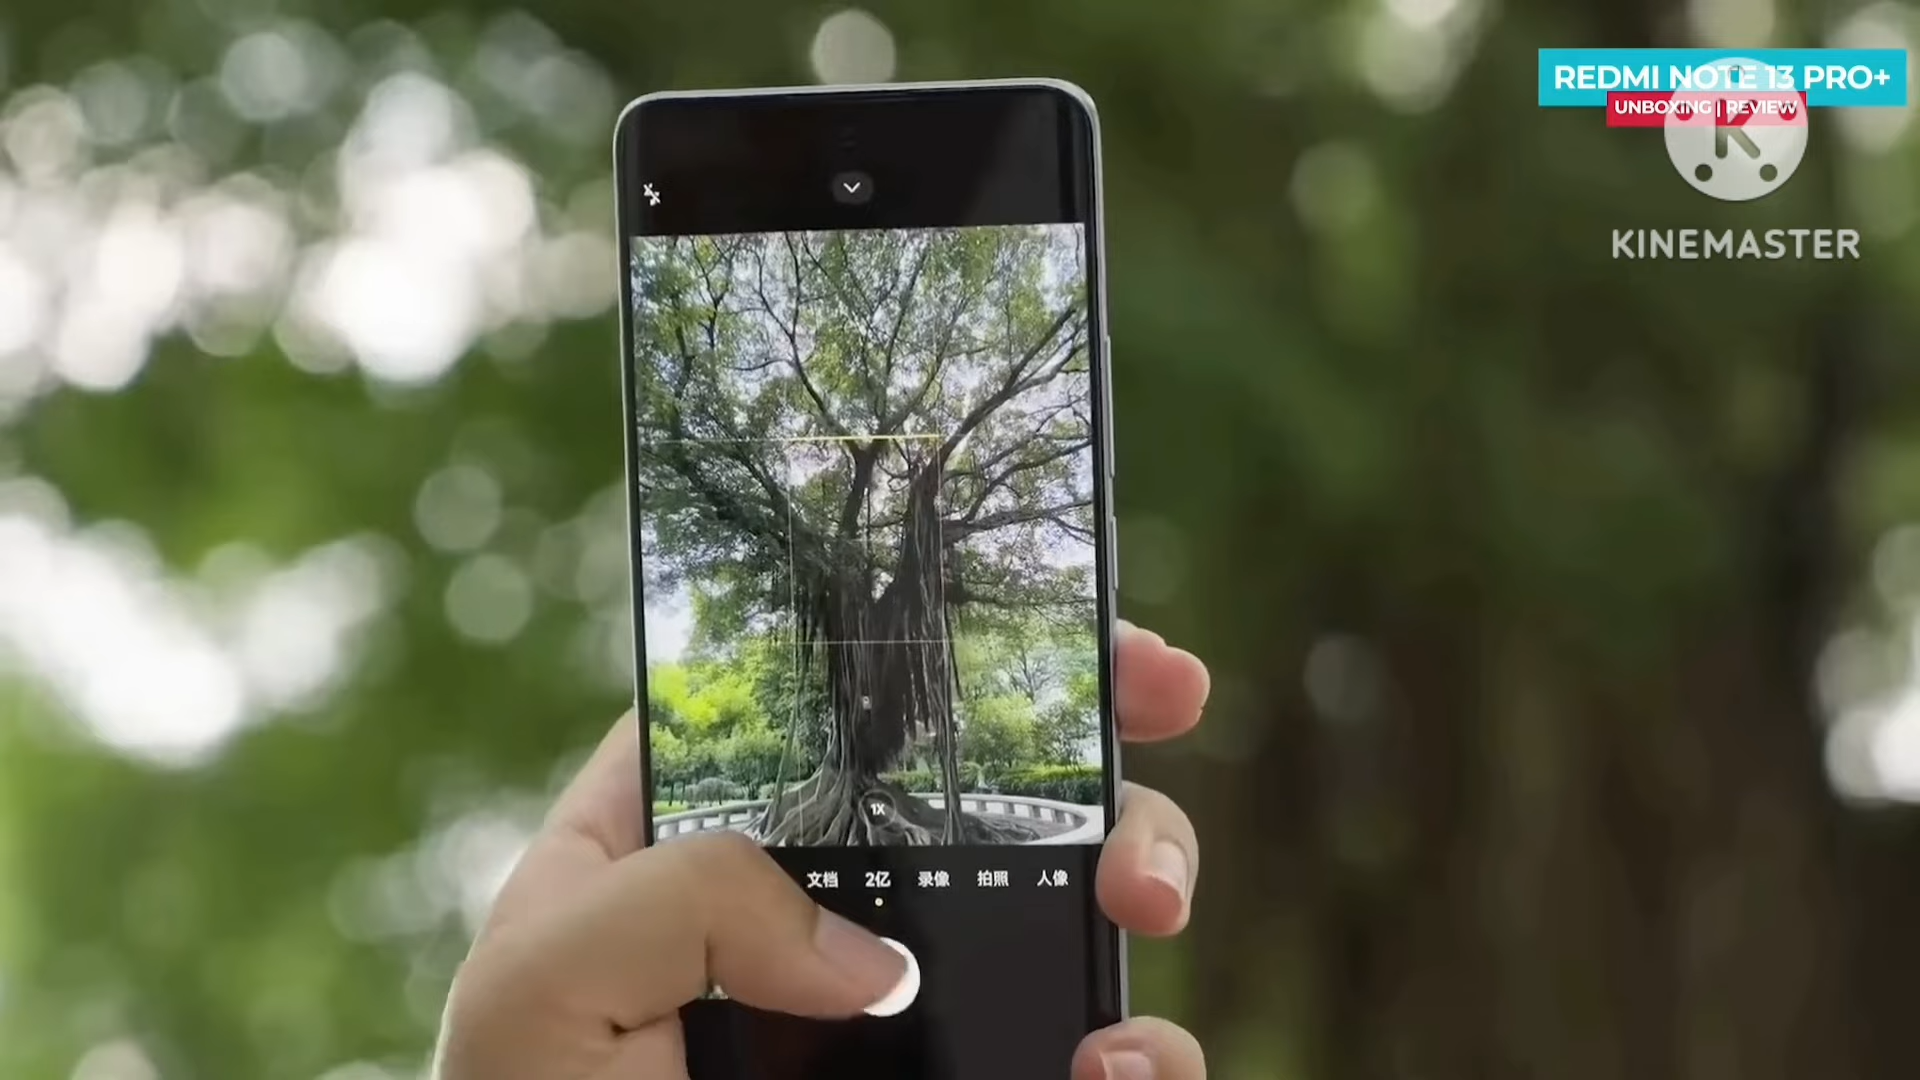 REDMI NOTE 13 PRO+
UNBOXING | REVIEW
K
KINEMASTER
1X
文档 2亿 录像 拍照 人像